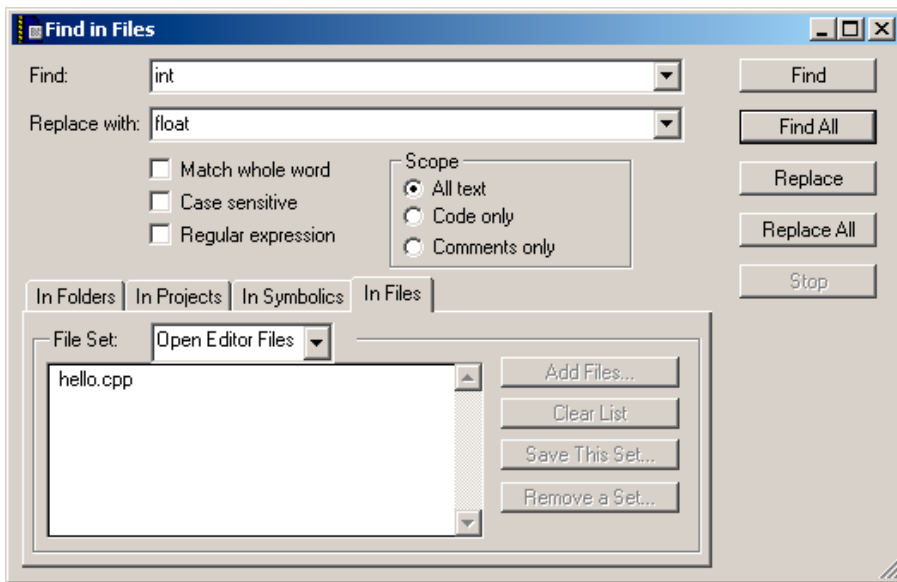 Find in Files
Find: int Find
Replace with: float Find All
Match whole word Scope Replace
Case sensitive All text
Regular expression Code only Replace All
Comments only
Stop
In Folders In Projects In Symbolics In Files
File Set: Open Editor Files
hello.cpp Add Files...
Clear List
Save This Set...
Remove a Set...